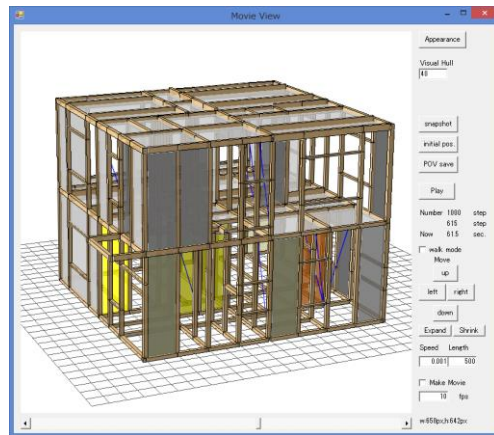 Movie View
Appearance
Visual Hull
40
snapshot
initial pos.
POV save
Play
Number 1000 step
615 step
Now 61.5 sec.
walk mode
Move
up
left right
down
Expand Shrink
Speed Length
0.001 500
Make Movie
10 fps
w:658px,h:642px